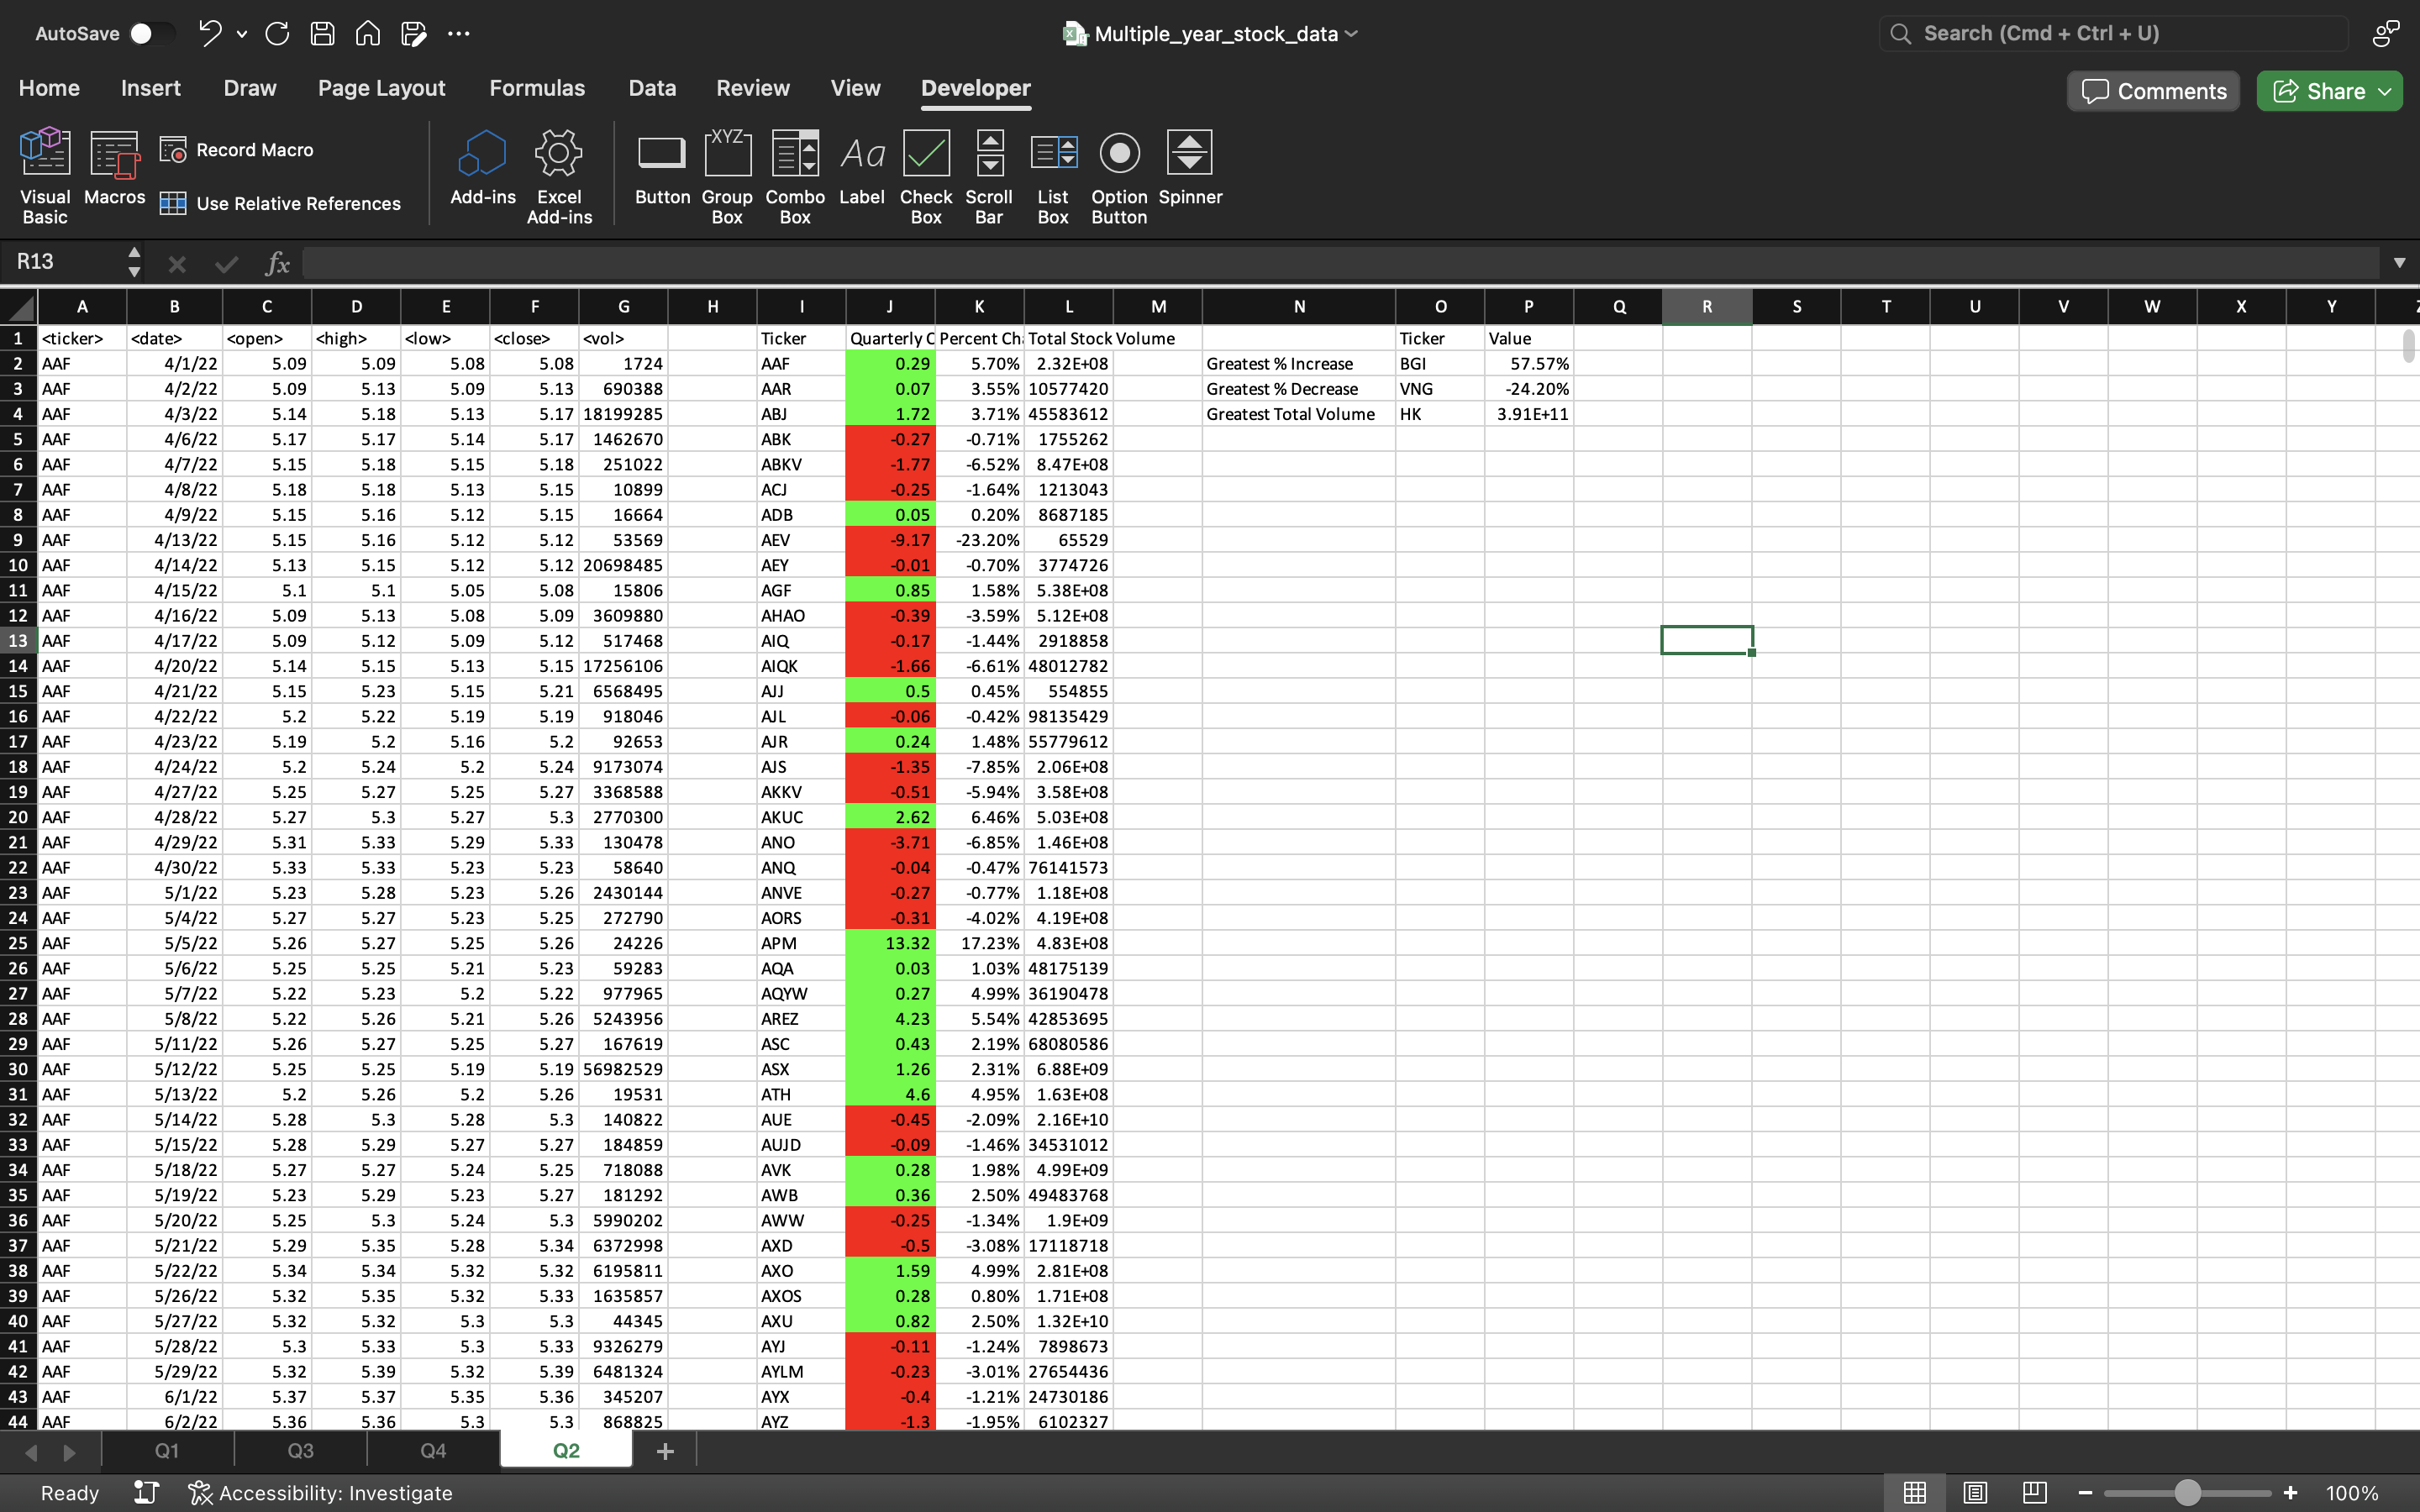 AutoSave
Multiple_year_stock_data
Search (Cmd + Ctrl + U)
Home Insert Draw Page Layout Formulas Data Review View Developer
Comments Share
Visual Basic Macros Record Macro Use Relative References Add-ins Excel Add-ins Button XYZ Group Box Combo Box Aa Label Check Box Scroll Bar List Box Option Button Spinner
R13 fx
A B C D E F G H I J K L M N O P Q R S T U V W X Y
1 <ticker> <date> <open> <high> <low> <close> <vol> Ticker Quarterly C Percent Ch Total Stock Volume Ticker Value
2 AAF 4/1/22 5.09 5.09 5.08 5.08 1724 AAF 0.29 5.70% 2.32E+08 Greatest % Increase BGI 57.57%
3 AAF 4/2/22 5.09 5.13 5.09 5.13 690388 AAR 0.07 3.55% 10577420 Greatest % Decrease VNG -24.20%
4 AAF 4/3/22 5.14 5.18 5.13 5.17 18199285 ABJ 1.72 3.71% 45583612 Greatest Total Volume HK 3.91E+11
5 AAF 4/6/22 5.17 5.17 5.14 5.17 1462670 ABK -0.27 -0.71% 1755262
6 AAF 4/7/22 5.15 5.18 5.15 5.18 251022 ABKV -1.77 -6.52% 8.47E+08
7 AAF 4/8/22 5.18 5.18 5.13 5.15 10899 ACJ -0.25 -1.64% 1213043
8 AAF 4/9/22 5.15 5.16 5.12 5.15 16664 ADB 0.05 0.20% 8687185
9 AAF 4/13/22 5.15 5.16 5.12 5.12 53569 AEV -9.17 -23.20% 65529
10 AAF 4/14/22 5.13 5.15 5.12 5.12 20698485 AEY -0.01 -0.70% 3774726
11 AAF 4/15/22 5.1 5.1 5.05 5.08 15806 AGF 0.85 1.58% 5.38E+08
12 AAF 4/16/22 5.09 5.13 5.08 5.09 3609880 AHAO -0.39 -3.59% 5.12E+08
13 AAF 4/17/22 5.09 5.12 5.09 5.12 517468 AIQ -0.17 -1.44% 2918858
14 AAF 4/20/22 5.14 5.15 5.13 5.15 17256106 AIQK -1.66 -6.61% 48012782
15 AAF 4/21/22 5.15 5.23 5.15 5.21 6568495 AJJ 0.5 0.45% 554855
16 AAF 4/22/22 5.2 5.22 5.19 5.19 918046 AJL -0.06 -0.42% 98135429
17 AAF 4/23/22 5.19 5.2 5.16 5.2 92653 AJR 0.24 1.48% 55779612
18 AAF 4/24/22 5.2 5.24 5.2 5.24 9173074 AJS -1.35 -7.85% 2.06E+08
19 AAF 4/27/22 5.25 5.27 5.25 5.27 3368588 AKKV -0.51 -5.94% 3.58E+08
20 AAF 4/28/22 5.27 5.3 5.27 5.3 2770300 AKUC 2.62 6.46% 5.03E+08
21 AAF 4/29/22 5.31 5.33 5.29 5.33 130478 ANO -3.71 -6.85% 1.46E+08
22 AAF 4/30/22 5.33 5.33 5.23 5.23 58640 ANQ -0.04 -0.47% 76141573
23 AAF 5/1/22 5.23 5.28 5.23 5.26 2430144 ANVE -0.27 -0.77% 1.18E+08
24 AAF 5/4/22 5.27 5.27 5.23 5.25 272790 AORS -0.31 -4.02% 4.19E+08
25 AAF 5/5/22 5.26 5.27 5.25 5.26 24226 APM 13.32 17.23% 4.83E+08
26 AAF 5/6/22 5.25 5.25 5.21 5.23 59283 AQA 0.03 1.03% 48175139
27 AAF 5/7/22 5.22 5.23 5.2 5.22 977965 AQYW 0.27 4.99% 36190478
28 AAF 5/8/22 5.22 5.26 5.21 5.26 5243956 AREZ 4.23 5.54% 42853695
29 AAF 5/11/22 5.26 5.27 5.25 5.27 167619 ASC 0.43 2.19% 68080586
30 AAF 5/12/22 5.25 5.25 5.19 5.19 56982529 ASX 1.26 2.31% 6.88E+09
31 AAF 5/13/22 5.2 5.26 5.2 5.26 19531 ATH 4.6 4.95% 1.63E+08
32 AAF 5/14/22 5.28 5.3 5.28 5.3 140822 AUE -0.45 -2.09% 2.16E+10
33 AAF 5/15/22 5.28 5.29 5.27 5.27 184859 AUJD -0.09 -1.46% 34531012
34 AAF 5/18/22 5.27 5.27 5.24 5.25 718088 AVK 0.28 1.98% 4.99E+09
35 AAF 5/19/22 5.23 5.29 5.23 5.27 181292 AWB 0.36 2.50% 49483768
36 AAF 5/20/22 5.25 5.3 5.24 5.3 5990202 AWW -0.25 -1.34% 1.9E+09
37 AAF 5/21/22 5.29 5.35 5.28 5.34 6372998 AXD -0.5 -3.08% 17118718
38 AAF 5/22/22 5.34 5.34 5.32 5.32 6195811 AXO 1.59 4.99% 2.81E+08
39 AAF 5/26/22 5.32 5.35 5.32 5.33 1635857 AXOS 0.28 0.80% 1.71E+08
40 AAF 5/27/22 5.32 5.32 5.3 5.3 44345 AXU 0.82 2.50% 1.32E+10
41 AAF 5/28/22 5.3 5.33 5.3 5.33 9326279 AYJ -0.11 -1.24% 7898673
42 AAF 5/29/22 5.32 5.39 5.32 5.39 6481324 AYLM -0.23 -3.01% 27654436
43 AAF 6/1/22 5.37 5.37 5.35 5.36 345207 AYX -0.4 -1.21% 24730186
44 AAF 6/2/22 5.36 5.36 5.3 5.3 868825 AYZ -1.3 -1.95% 6102327
Q1 Q3 Q4 Q2
Ready Accessibility: Investigate 100%